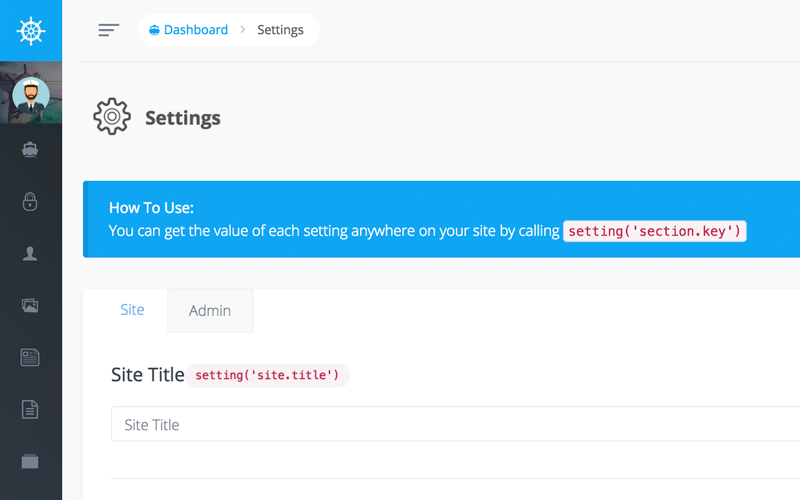 Dashboard > Settings
Settings
How To Use:
You can get the value of each setting anywhere on your site by calling setting('section.key')
Site Admin
Site Title setting('site.title')
Site Title